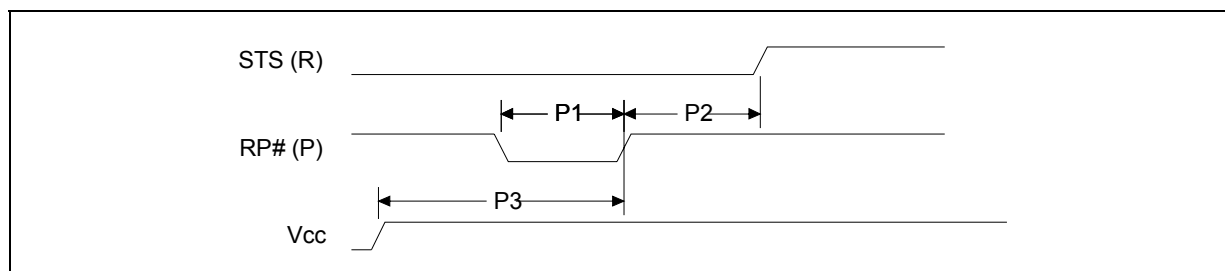 STS (R)
P1
P2
RP# (P)
P3
Vcc